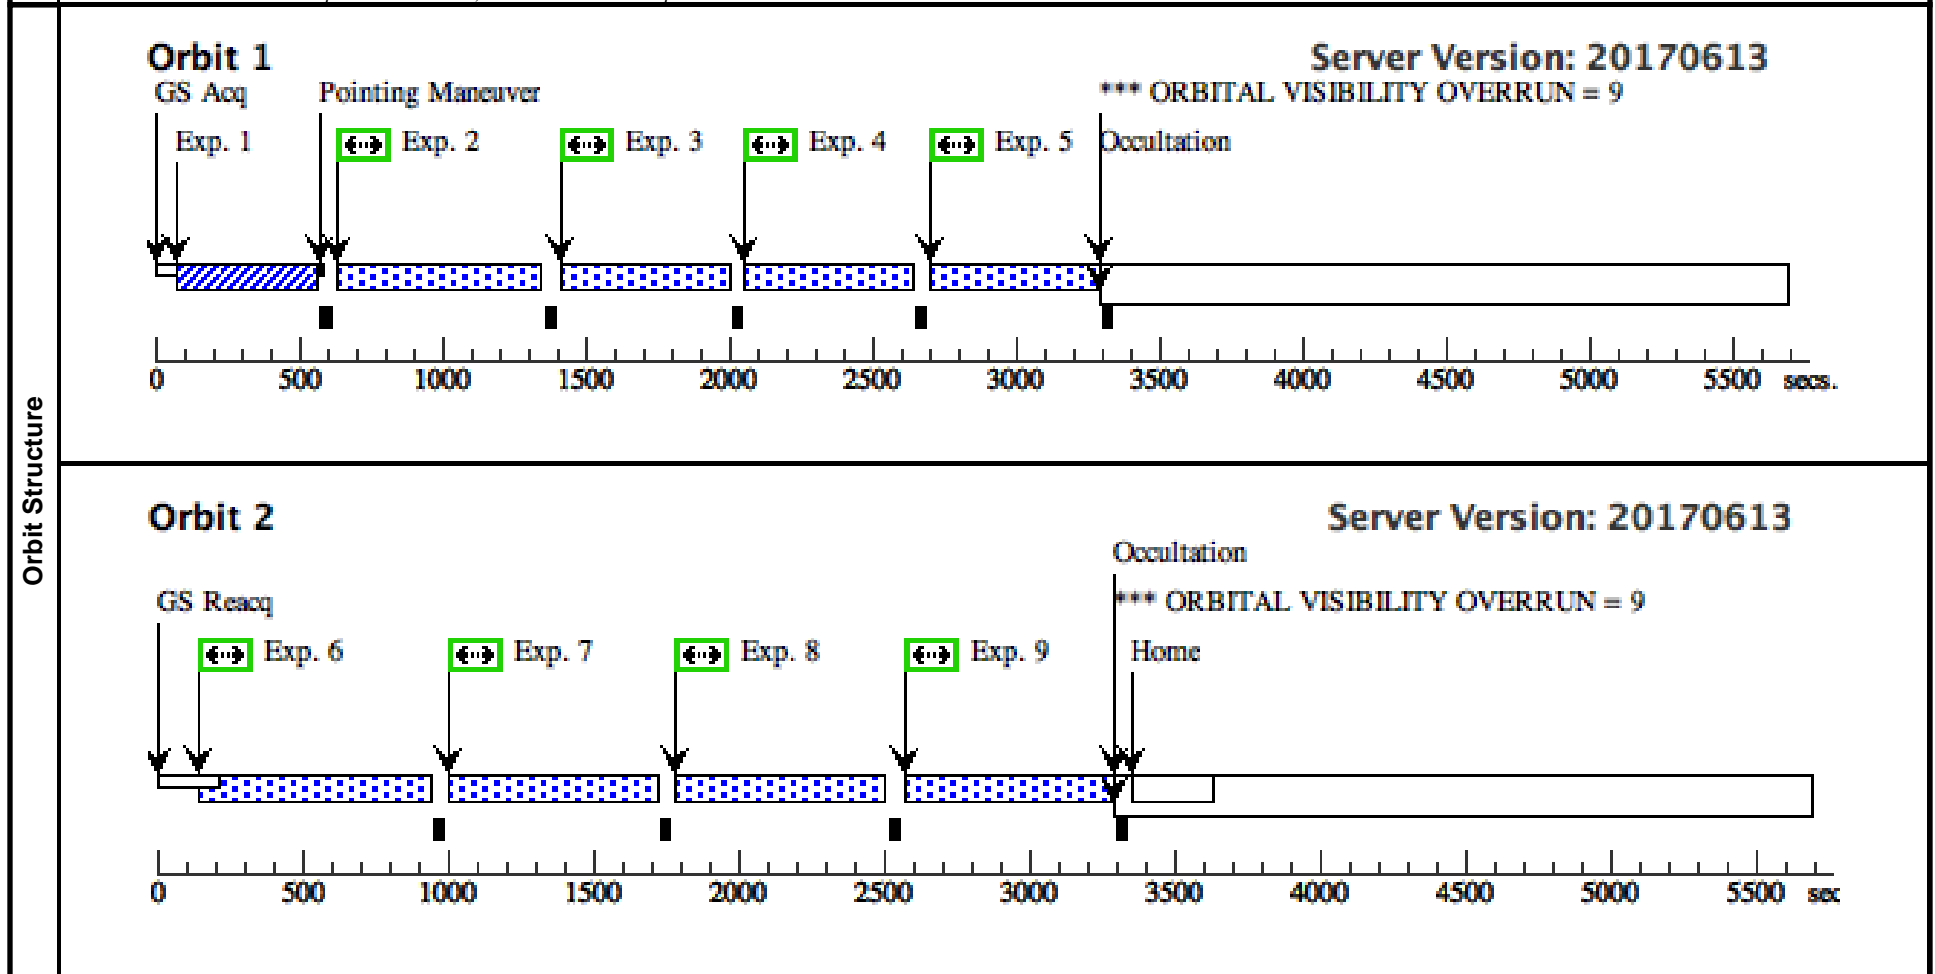 Orbit Structure
Orbit 1 Server Version: 20170613
GS Acq Pointing Maneuver *** ORBITAL VISIBILITY OVERRUN = 9
Exp. 1 Exp. 2 Exp. 3 Exp. 4 Exp. 5 Occultation
0 500 1000 1500 2000 2500 3000 3500 4000 4500 5000 5500 secs.
Orbit 2 Server Version: 20170613
Occultation
GS Reacq *** ORBITAL VISIBILITY OVERRUN = 9
Exp. 6 Exp. 7 Exp. 8 Exp. 9 Home
0 500 1000 1500 2000 2500 3000 3500 4000 4500 5000 5500 sec